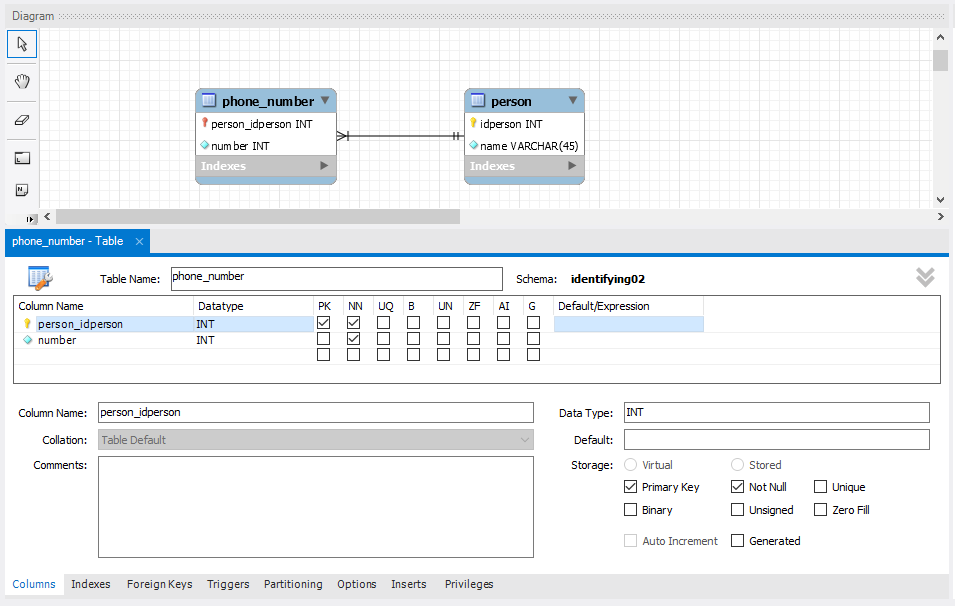 Diagram
phone_number
person_idperson INT
number INT
Indexes
person
idperson INT
name VARCHAR(45)
Indexes
phone_number - Table ×
Table Name: phone_number Schema: identifying02
Column Name Datatype PK NN UQ B UN ZF AI G Default/Expression
person_idperson INT
number INT
Column Name: person_idperson Data Type: INT
Collation: Table Default Default:
Comments: Storage: Virtual Stored
Primary Key Not Null Unique
Binary Unsigned Zero Fill
Auto Increment Generated
Columns Indexes Foreign Keys Triggers Partitioning Options Inserts Privileges